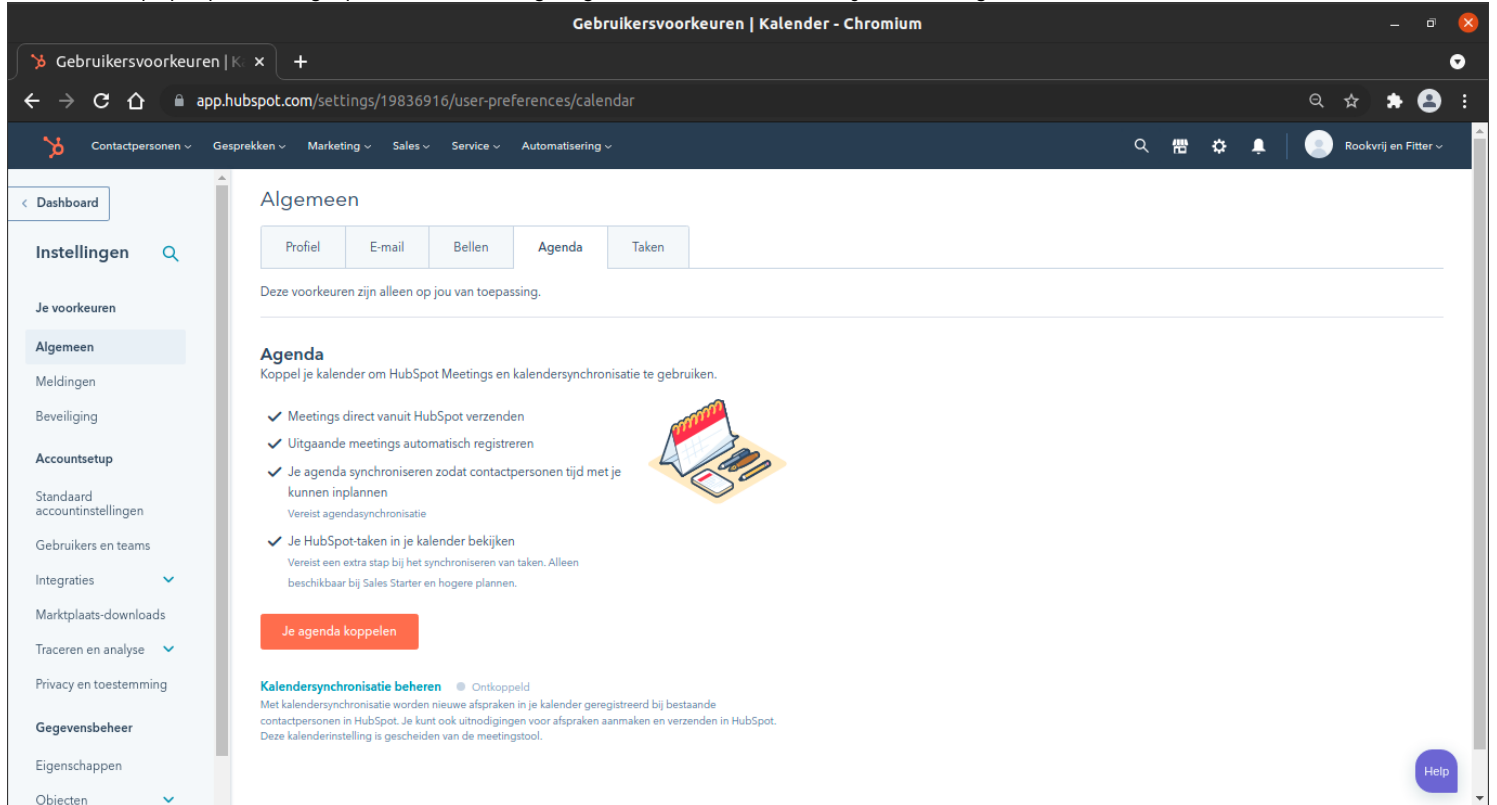 Gebruikersvoorkeuren | Kalender - Chromium
Gebruikersvoorkeuren | Ka
app.hubspot.com/settings/19836916/user-preferences/calendar
Contactpersonen Gesprekken Marketing Sales Service Automatisering Rookvrij en Fitter
Dashboard
Instellingen
Je voorkeuren
Algemeen
Meldingen
Beveiliging
Accountsetup
Standaard
accountinstellingen
Gebruikers en teams
Integraties
Marktplaats-downloads
Traceren en analyse
Privacy en toestemming
Gegevensbeheer
Eigenschappen
Objecten
Algemeen
Profiel E-mail Bellen Agenda Taken
Deze voorkeuren zijn alleen op jou van toepassing.
Agenda
Koppel je kalender om HubSpot Meetings en kalendersynchronisatie te gebruiken.
Meetings direct vanuit HubSpot verzenden
Uitgaande meetings automatisch registreren
Je agenda synchroniseren zodat contactpersonen tijd met je
kunnen inplannen
Vereist agendasynchronisatie
Je HubSpot-taken in je kalender bekijken
Vereist een extra stap bij het synchroniseren van taken. Alleen
beschikbaar bij Sales Starter en hogere plannen.
Je agenda koppelen
Kalendersynchronisatie beheren Ontkoppeld
Met kalendersynchronisatie worden nieuwe afspraken in je kalender geregistreerd bij bestaande
contactpersonen in HubSpot. Je kunt ook uitnodigingen voor afspraken aanmaken en verzenden in HubSpot.
Deze kalenderinstelling is gescheiden van de meetingstool.
Help